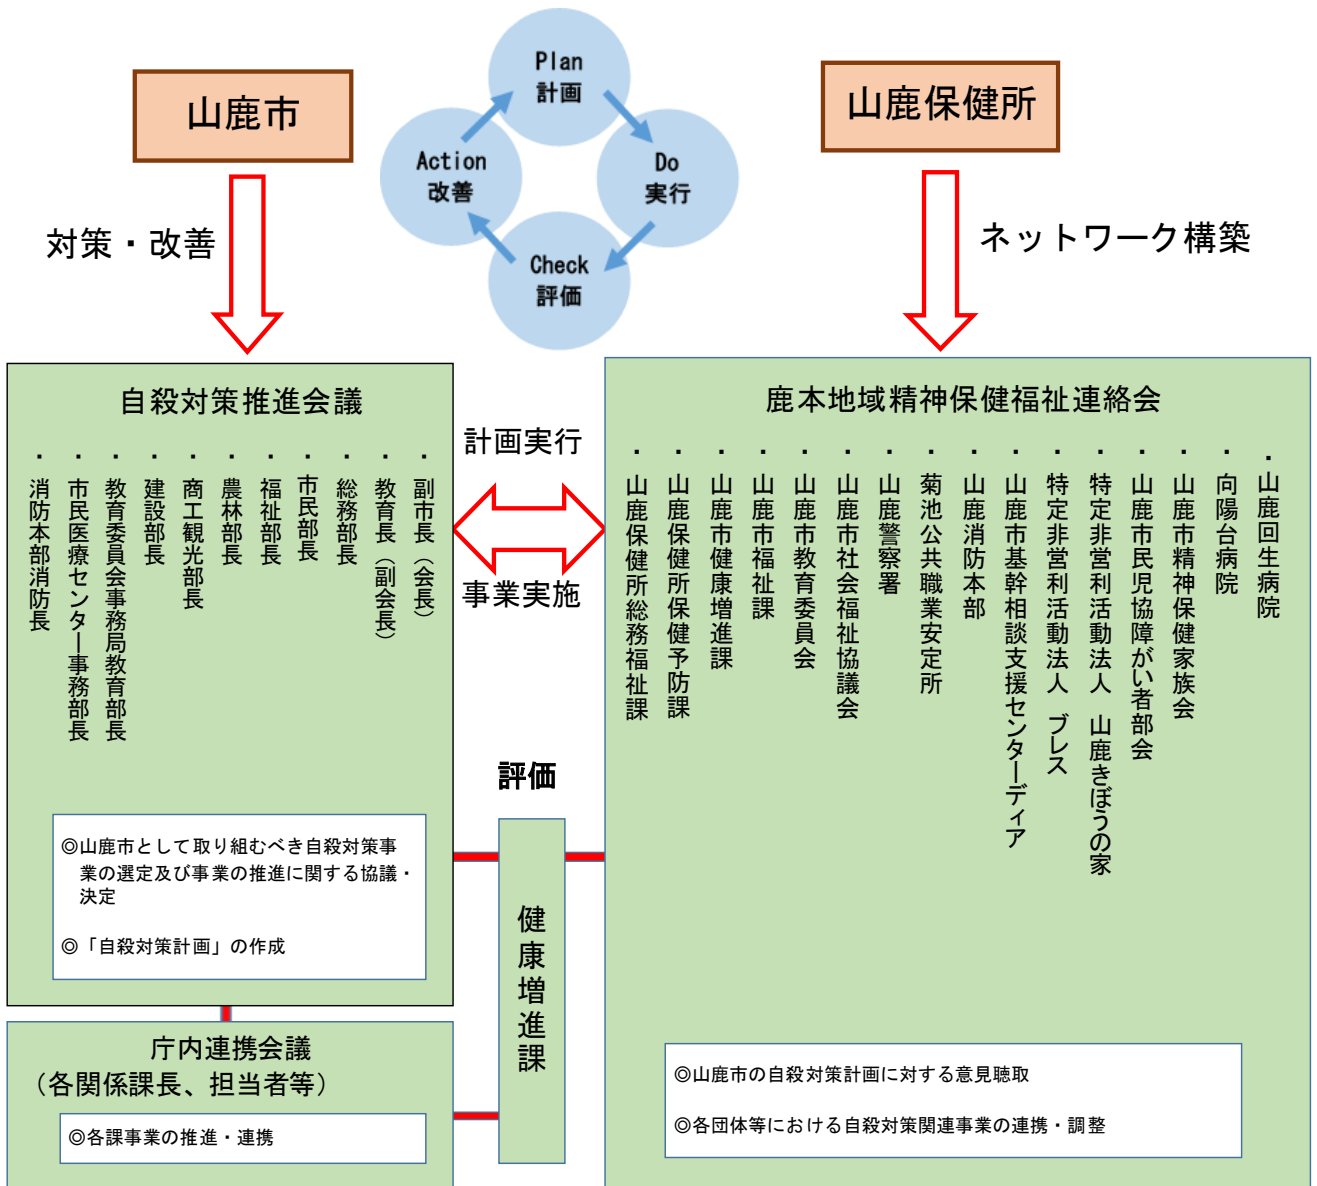 Plan
計画
山鹿市
山鹿保健所
Action
改善
Do
実行
Check
評価
対策・改善
ネットワーク構築
自殺対策推進会議
・副市長（会長）
・教育長（副会長）
・総務部長
・市民部長
・福祉部長
・農林部長
・商工観光部長
・建設部長
・教育委員会事務局教育部長
・市民医療センター事務部長
・消防本部消防長
◎山鹿市として取り組むべき自殺対策事
業の選定及び事業の推進に関する協議・
決定
◎「自殺対策計画」の作成
計画実行
事業実施
評価
健康増進課
鹿本地域精神保健福祉連絡会
・山鹿回生病院
・向陽台病院
・山鹿市精神保健家族会
・山鹿市民児協障がい者部会
・特定非営利活動法人 山鹿きぼうの家
・特定非営利活動法人 ブレス
・山鹿市基幹相談支援センターディア
・山鹿消防本部
・菊池公共職業安定所
・山鹿警察署
・山鹿市社会福祉協議会
・山鹿市教育委員会
・山鹿市福祉課
・山鹿市健康増進課
・山鹿保健所保健予防課
・山鹿保健所総務福祉課
◎山鹿市の自殺対策計画に対する意見聴取
◎各団体等における自殺対策関連事業の連携・調整
庁内連携会議
（各関係課長、担当者等）
◎各課事業の推進・連携